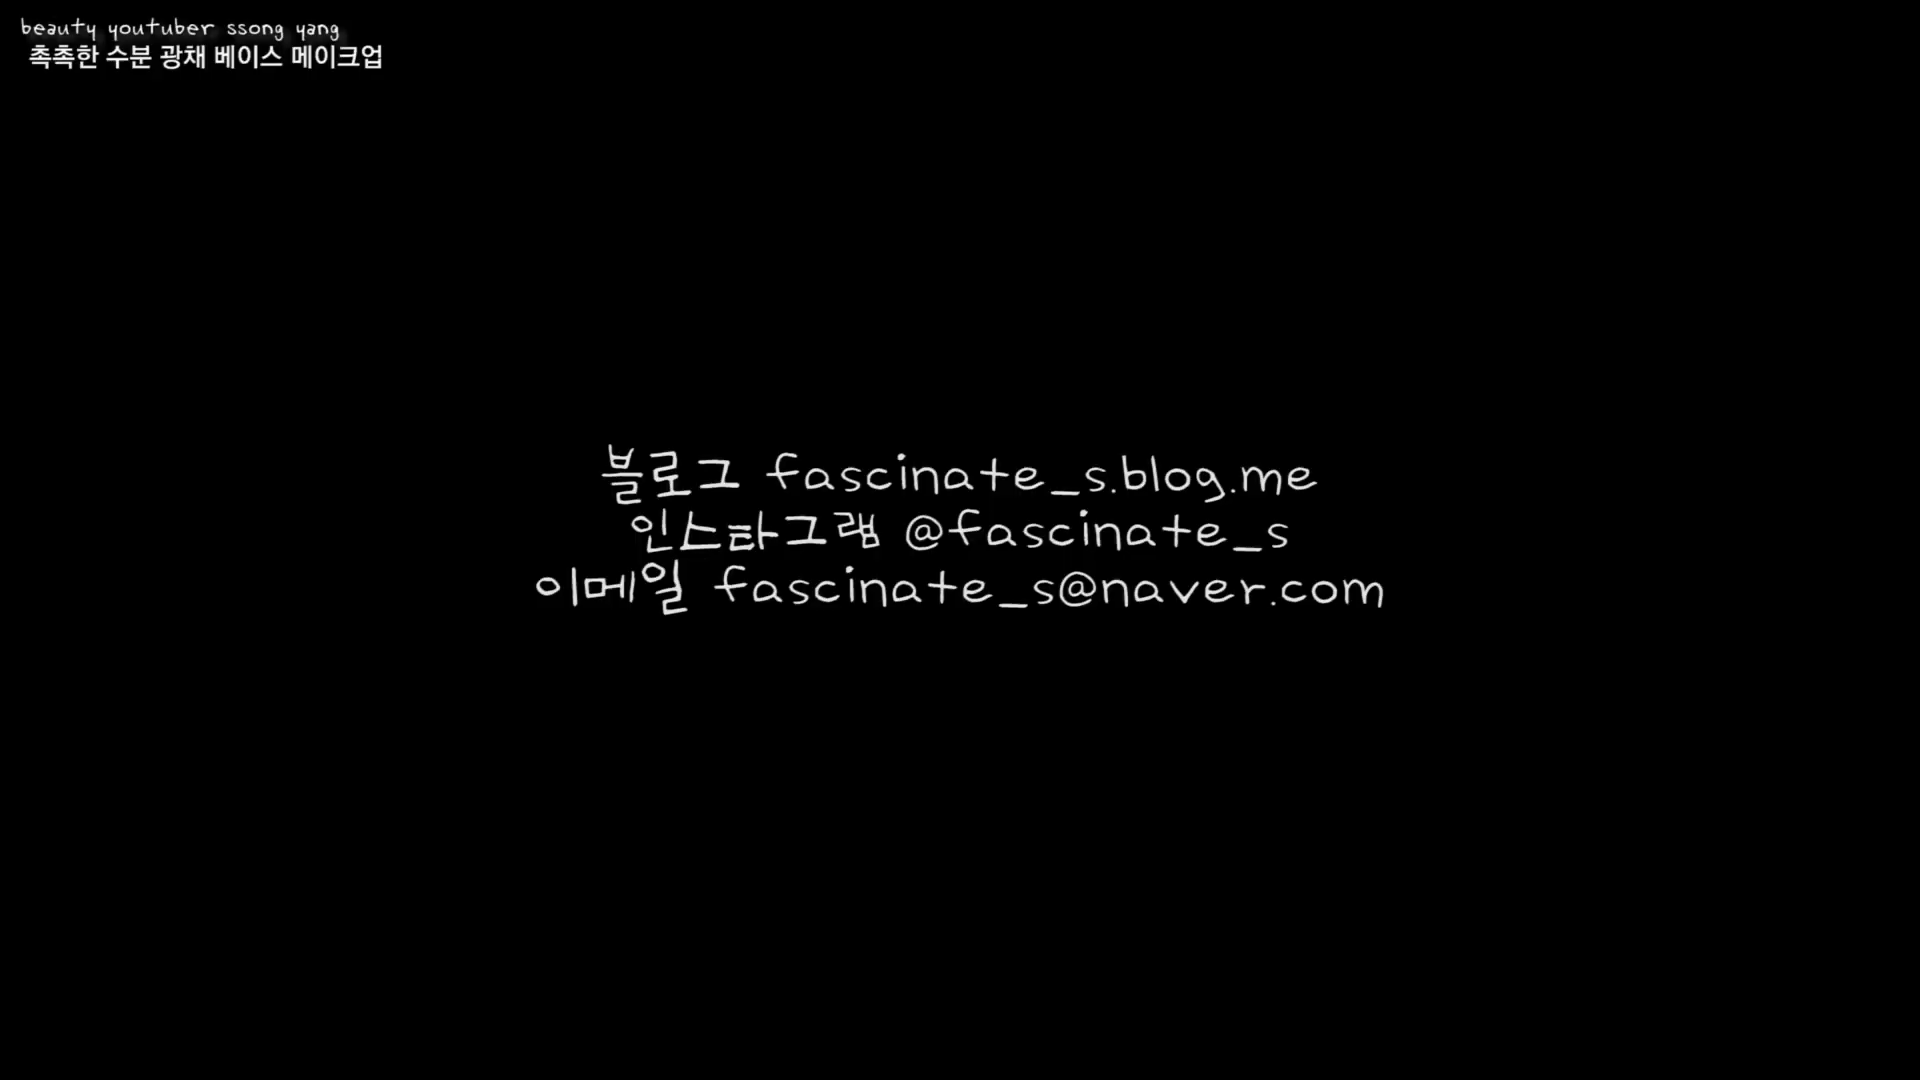 beauty youtuber ssong yang
촉촉한 수분 광채 베이스 메이크업
블로그 fascinate_s.blog.me
인스타그램 @fascinate_s
이메일 fascinate_s@naver.com